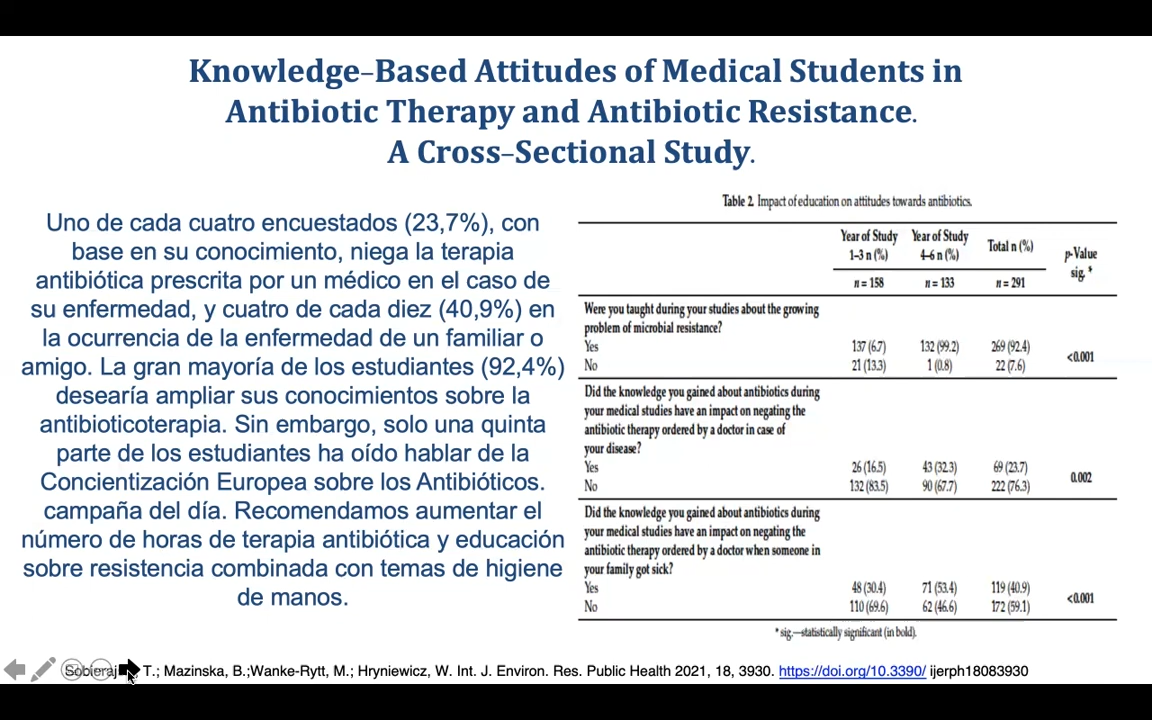 Knowledge–Based Attitudes of Medical Students in
Antibiotic Therapy and Antibiotic Resistance.
A Cross–Sectional Study.
Uno de cada cuatro encuestados (23,7%), con
base en su conocimiento, niega la terapia
antibiótica prescrita por un médico en el caso de
su enfermedad, y cuatro de cada diez (40,9%) en
la ocurrencia de la enfermedad de un familiar o
amigo. La gran mayoría de los estudiantes (92,4%)
desearía ampliar sus conocimientos sobre la
antibioticoterapia. Sin embargo, solo una quinta
parte de los estudiantes ha oído hablar de la
Concientización Europea sobre los Antibióticos.
campaña del día. Recomendamos aumentar el
número de horas de terapia antibiótica y educación
sobre resistencia combinada con temas de higiene
de manos.
Table 2. Impact of education on attitudes towards antibiotics.
Year of Study Year of Study Total n (%) p-Value
1–3 n (%) 4–6 n (%) sig. *
n = 158 n = 133 n = 291
Were you taught during your studies about the growing
problem of microbial resistance?
Yes 137 (6.7) 132 (99.2) 269 (92.4) <0.001
No 21 (13.3) 1 (0.8) 22 (7.6)
Did the knowledge you gained about antibiotics during
your medical studies have an impact on negating the
antibiotic therapy ordered by a doctor in case of
your disease?
Yes 26 (16.5) 43 (32.3) 69 (23.7) 0.002
No 132 (83.5) 90 (67.7) 222 (76.3)
Did the knowledge you gained about antibiotics during
your medical studies have an impact on negating the
antibiotic therapy ordered by a doctor when someone in
your family got sick?
Yes 48 (30.4) 71 (53.4) 119 (40.9) <0.001
No 110 (69.6) 62 (46.6) 172 (59.1)
* sig.—statistically significant (in bold).
T.; Mazinska, B.;Wanke-Rytt, M.; Hryniewicz, W. Int. J. Environ. Res. Public Health 2021, 18, 3930. https://doi.org/10.3390/ ijerph18083930